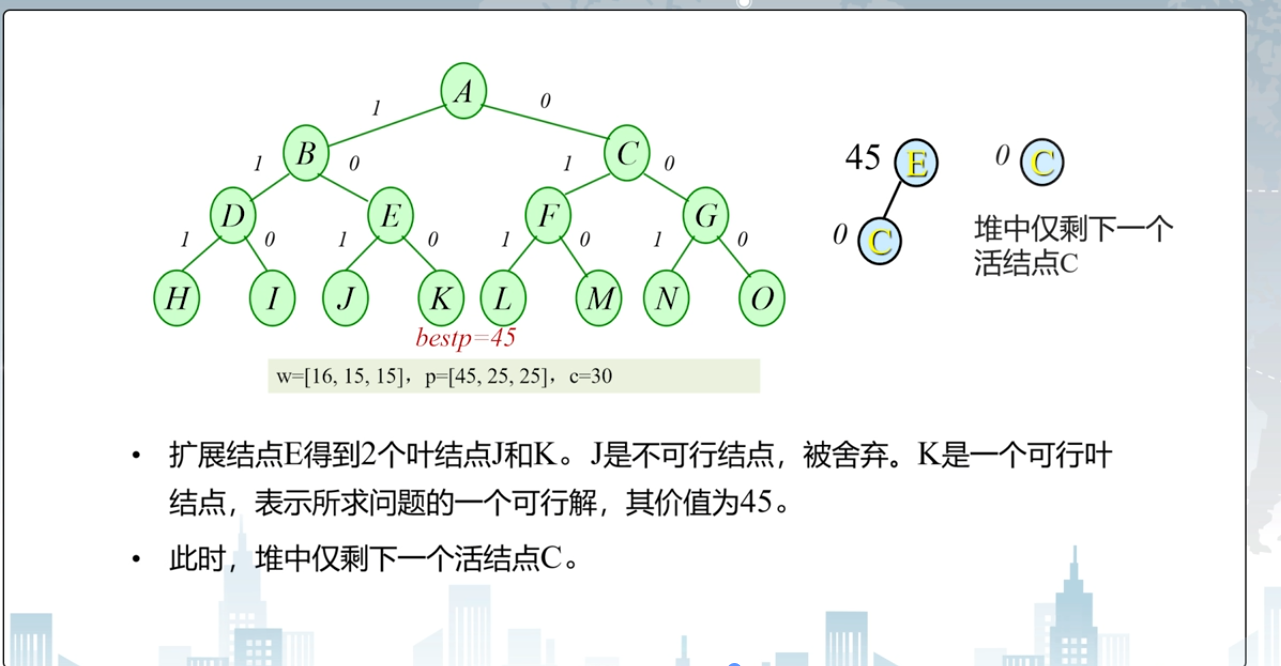 A
1
0
B
C
1
0
1
0
D
E
F
G
1
0
1
0
1
0
1
0
H
I
J
K
L
M
N
O
bestp=45
w=[16, 15, 15]，p=[45, 25, 25]，c=30
45 E
0 C
0 C
堆中仅剩下一个
活结点C
• 扩展结点E得到2个叶结点J和K。J是不可行结点，被舍弃。K是一个可行叶
结点，表示所求问题的一个可行解，其价值为45。
• 此时，堆中仅剩下一个活结点C。